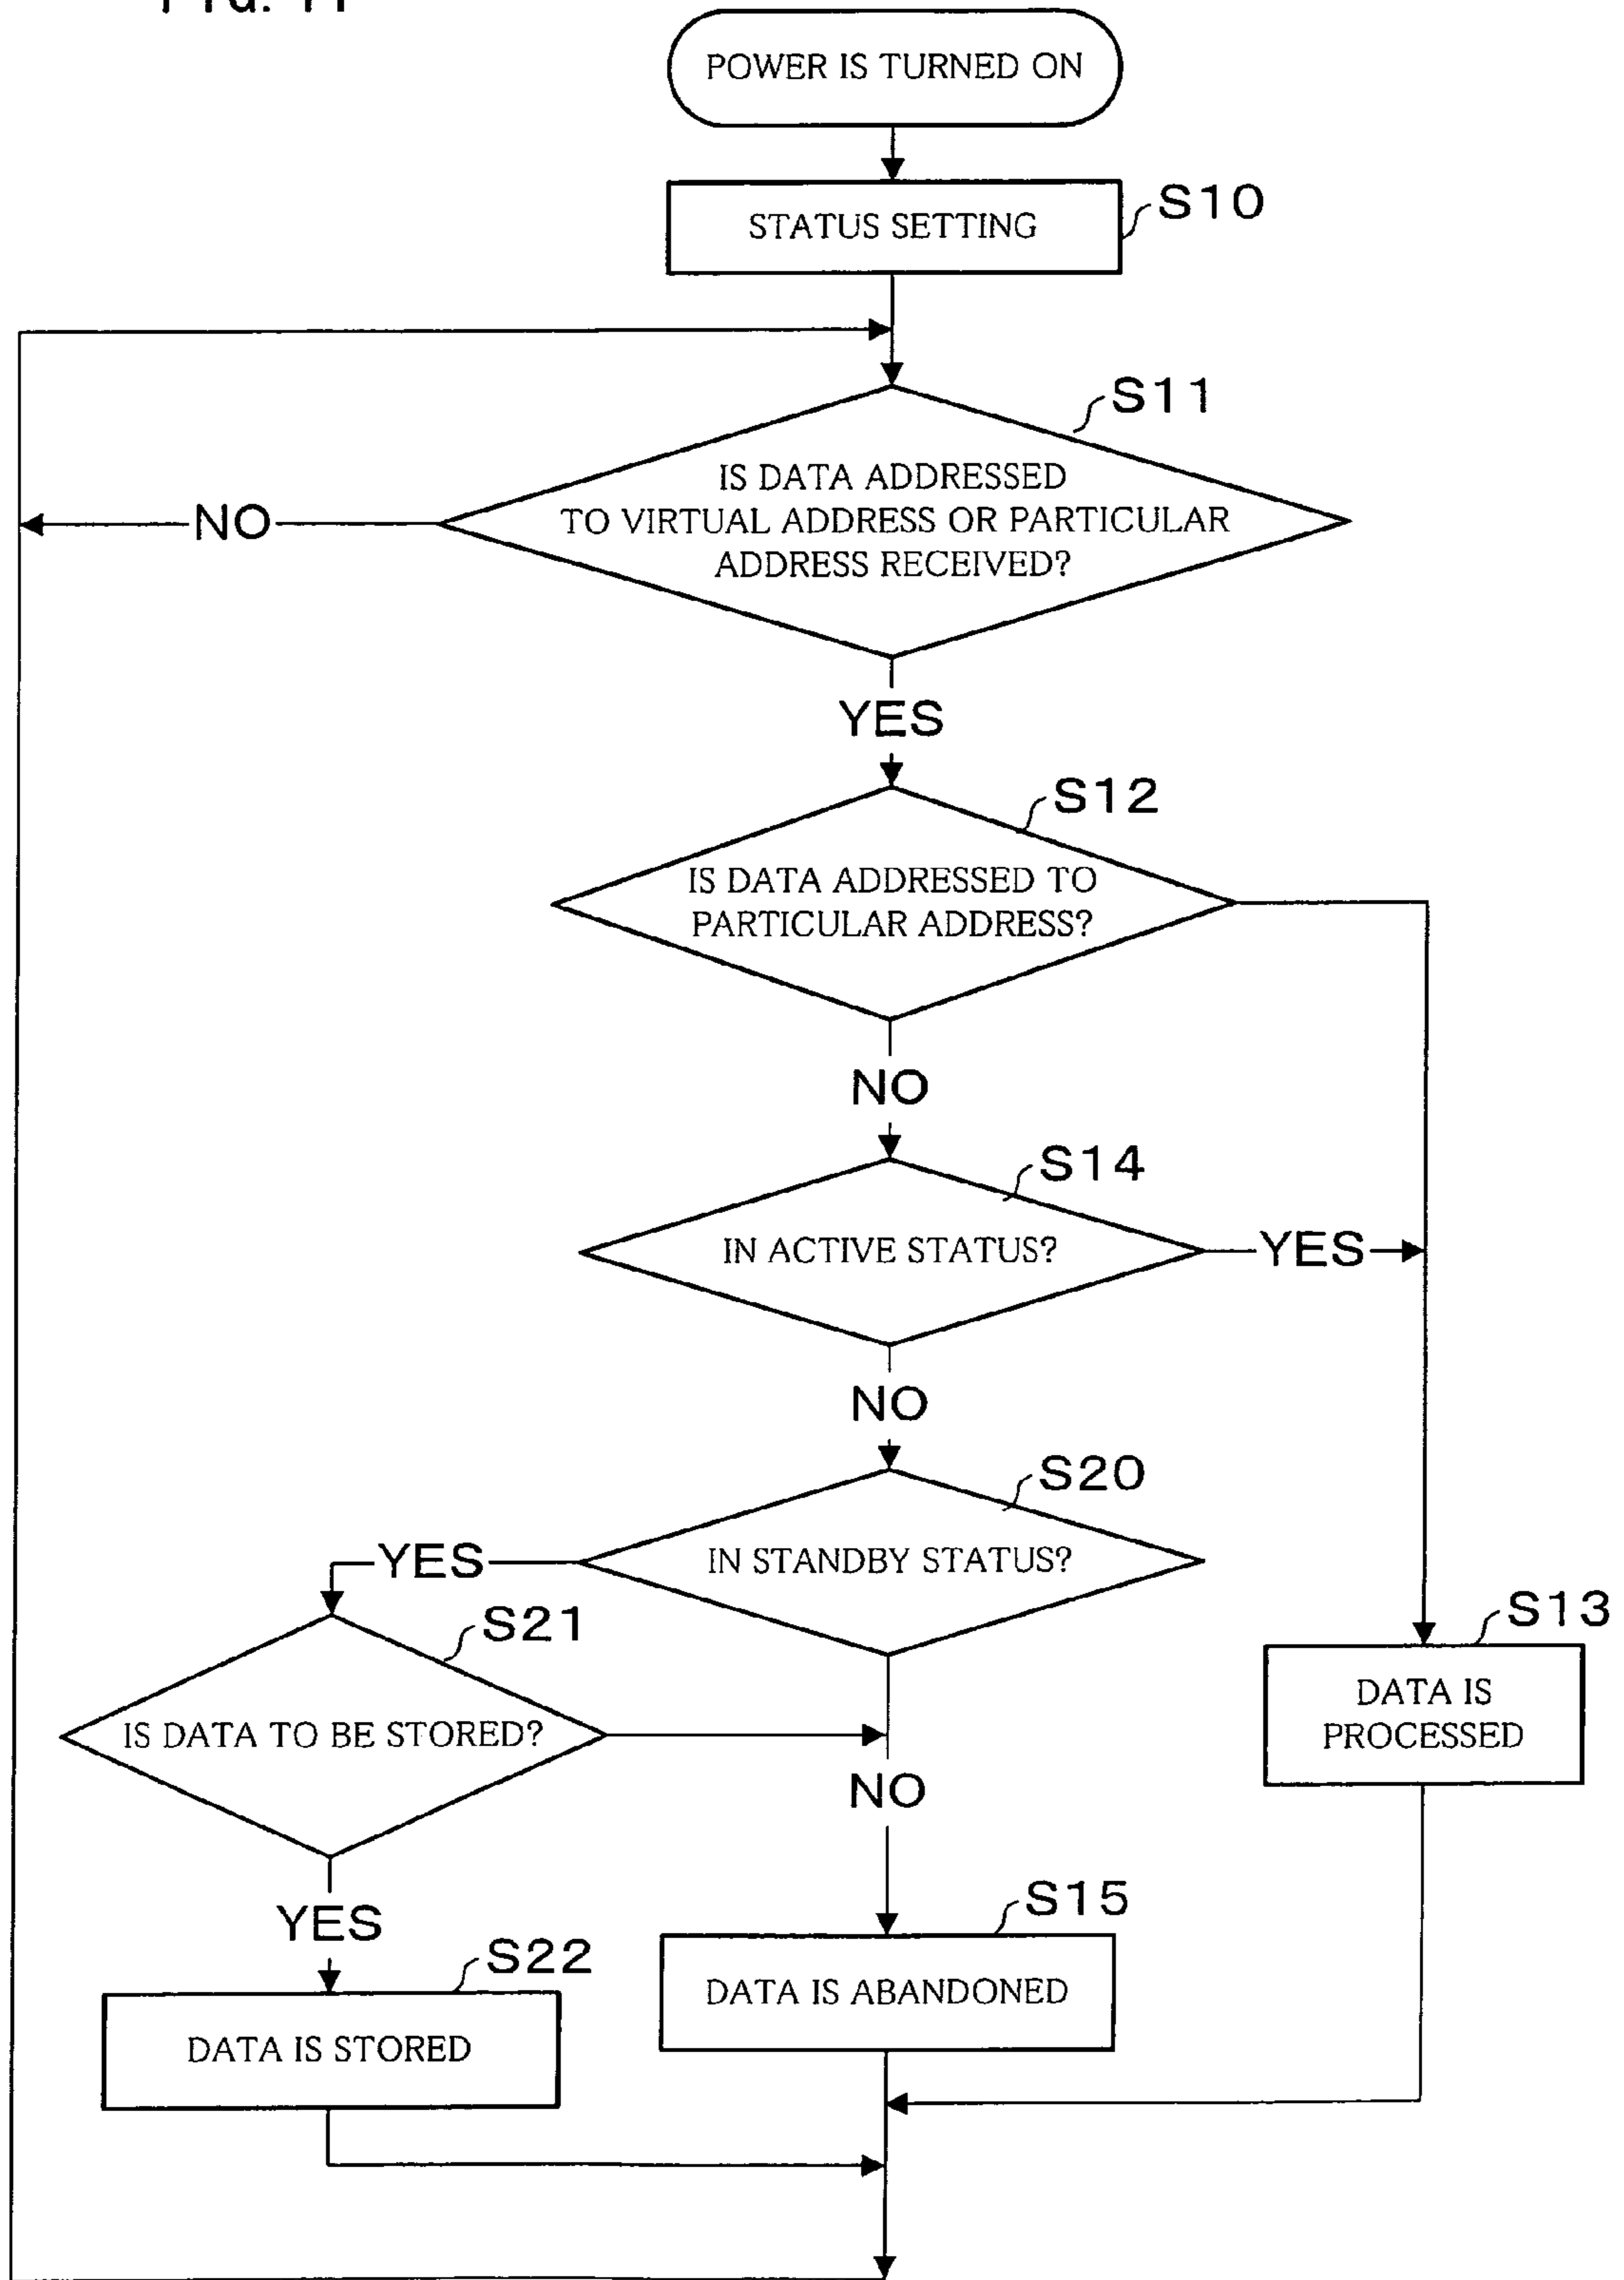 FIG. 11
POWER IS TURNED ON
STATUS SETTING
S10
S11
IS DATA ADDRESSED
TO VIRTUAL ADDRESS OR PARTICULAR
ADDRESS RECEIVED?
NO
YES
S12
IS DATA ADDRESSED TO
PARTICULAR ADDRESS?
NO
S14
IN ACTIVE STATUS?
YES
NO
S20
IN STANDBY STATUS?
YES
S21
IS DATA TO BE STORED?
NO
S13
DATA IS
PROCESSED
YES
S15
DATA IS ABANDONED
S22
DATA IS STORED